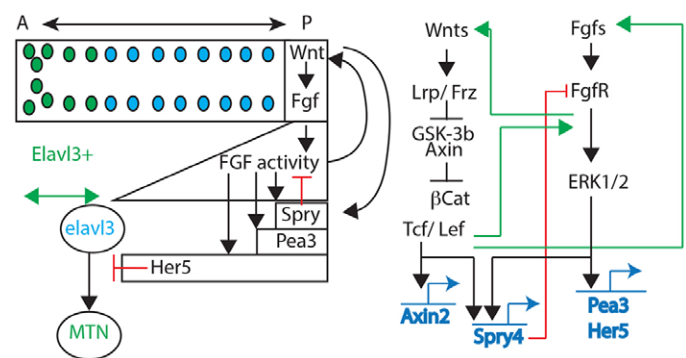 A
P
Wnt
Fgf
Elavl3+
FGF activity
elavl3
Spry
Pea3
Her5
MTN
Wnts
Fgfs
Lrp/ Frz
FgfR
GSK-3b
Axin
ERK1/2
βCat
Tcf/ Lef
Axin2
Spry4
Pea3
Her5